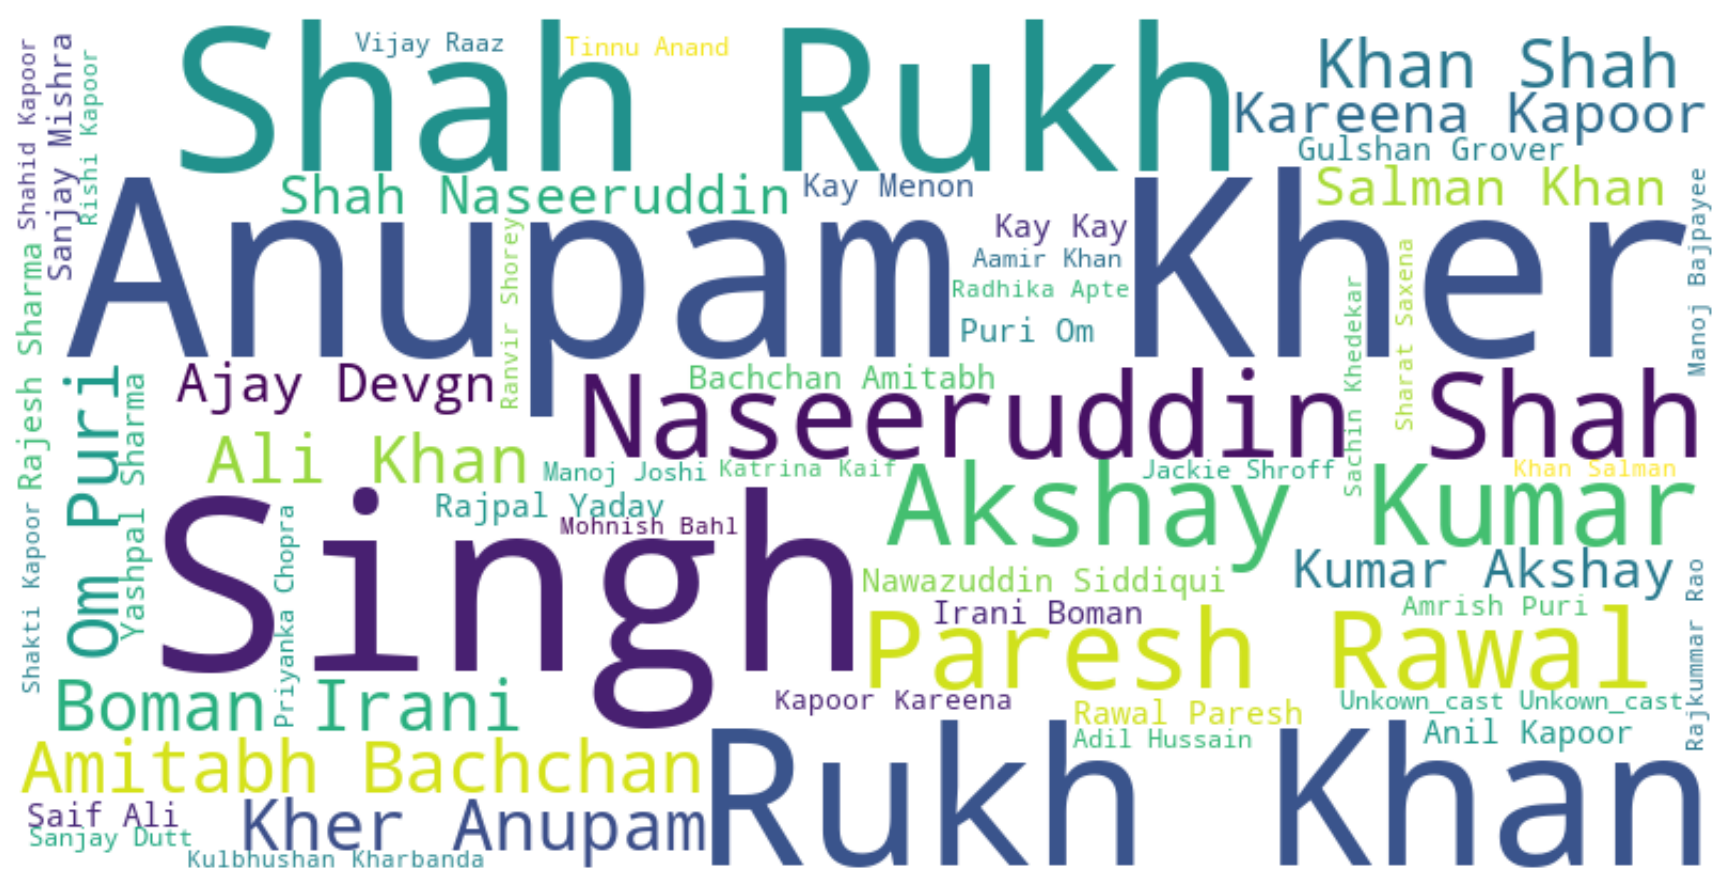 Shah Rukh
Vijay Raaz
Tinnu Anand
Khan Shah
Kareena Kapoor
Gulshan Grover
Shahid Kapoor
Sanjay Mishra
Rishi Kapoor
Shah Naseeruddin
Kay Menon
Salman Khan
Anupam Kher
Kay Kay
Aamir Khan
Radhika Apte
Puri Om
Ranvir Shorey
Sachin Khedekar
Sharat Saxena
Manoj Bajpayee
Rajesh Sharma
Om Puri
Yashpal Sharma
Ajay Devgn
Bachchan Amitabh
Naseeruddin Shah
Ali Khan
Manoj Joshi
Katrina Kaif
Jackie Shroff
Khan Salman
Akshay Kumar
Rajpal Yadav
Mohnish Bahl
Singh
Shakti Kapoor
Priyanka Chopra
Kumar Akshay
Nawazuddin Siddiqui
Irani Boman
Amrish Puri
Paresh Rawal
Rajkummar Rao
Boman Irani
Kapoor Kareena
Unkown_cast Unkown_cast
Rawal Paresh
Anil Kapoor
Adil Hussain
Amitabh Bachchan
Rukh Khan
Saif Ali
Kher Anupam
Sanjay Dutt
Kulbhushan Kharbanda